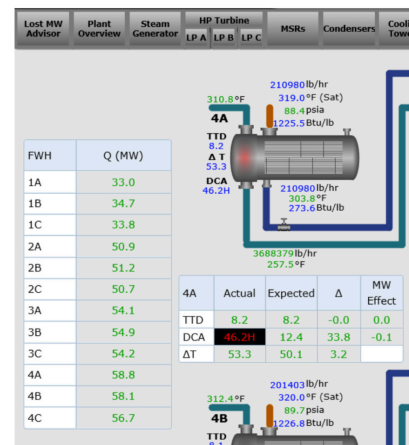 Lost MW Advisor
Plant Overview
Steam Generator
HP Turbine
LP A LP B LP C
MSRs
Condensers
210980 lb/hr
310.8 °F 319.0 °F (Sat)
88.4 psia
4A 1225.5 Btu/lb
TTD
8.2
Δ T
53.3
DCA
46.2H 210980 lb/hr
303.8 °F
273.6 Btu/lb
3688379 lb/hr
257.5 °F
FWH Q (MW)
1A 33.0
1B 34.7
1C 33.8
2A 50.9
2B 51.2
2C 50.7
3A 54.1
3B 54.9
3C 54.2
4A 58.8
4B 58.1
4C 56.7
4A Actual Expected Δ MW Effect
TTD 8.2 8.2 -0.0 0.0
DCA 46.2H 12.4 33.8 -0.1
ΔT 53.3 50.1 3.2
201403 lb/hr
312.4 °F 320.0 °F (Sat)
89.7 psia
4B 1226.8 Btu/lb
TTD